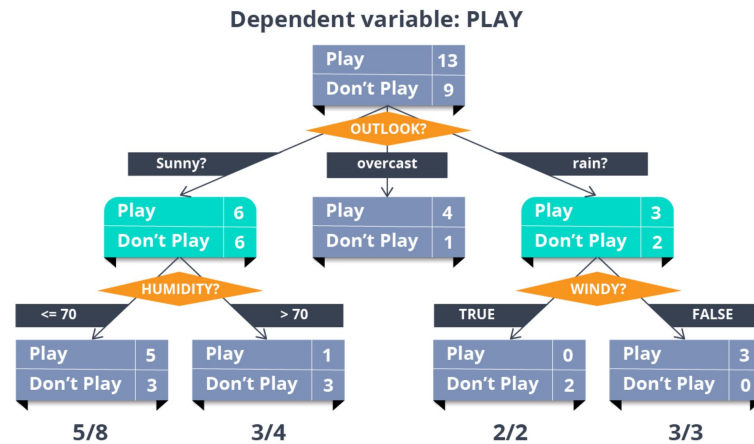 Dependent variable: PLAY
Play 13
Don't Play 9
OUTLOOK?
Sunny?
overcast
rain?
Play 6
Don't Play 6
Play 4
Don't Play 1
Play 3
Don't Play 2
HUMIDITY?
WINDY?
<= 70
> 70
TRUE
FALSE
Play 5
Don't Play 3
Play 1
Don't Play 3
Play 0
Don't Play 2
Play 3
Don't Play 0
5/8
3/4
2/2
3/3